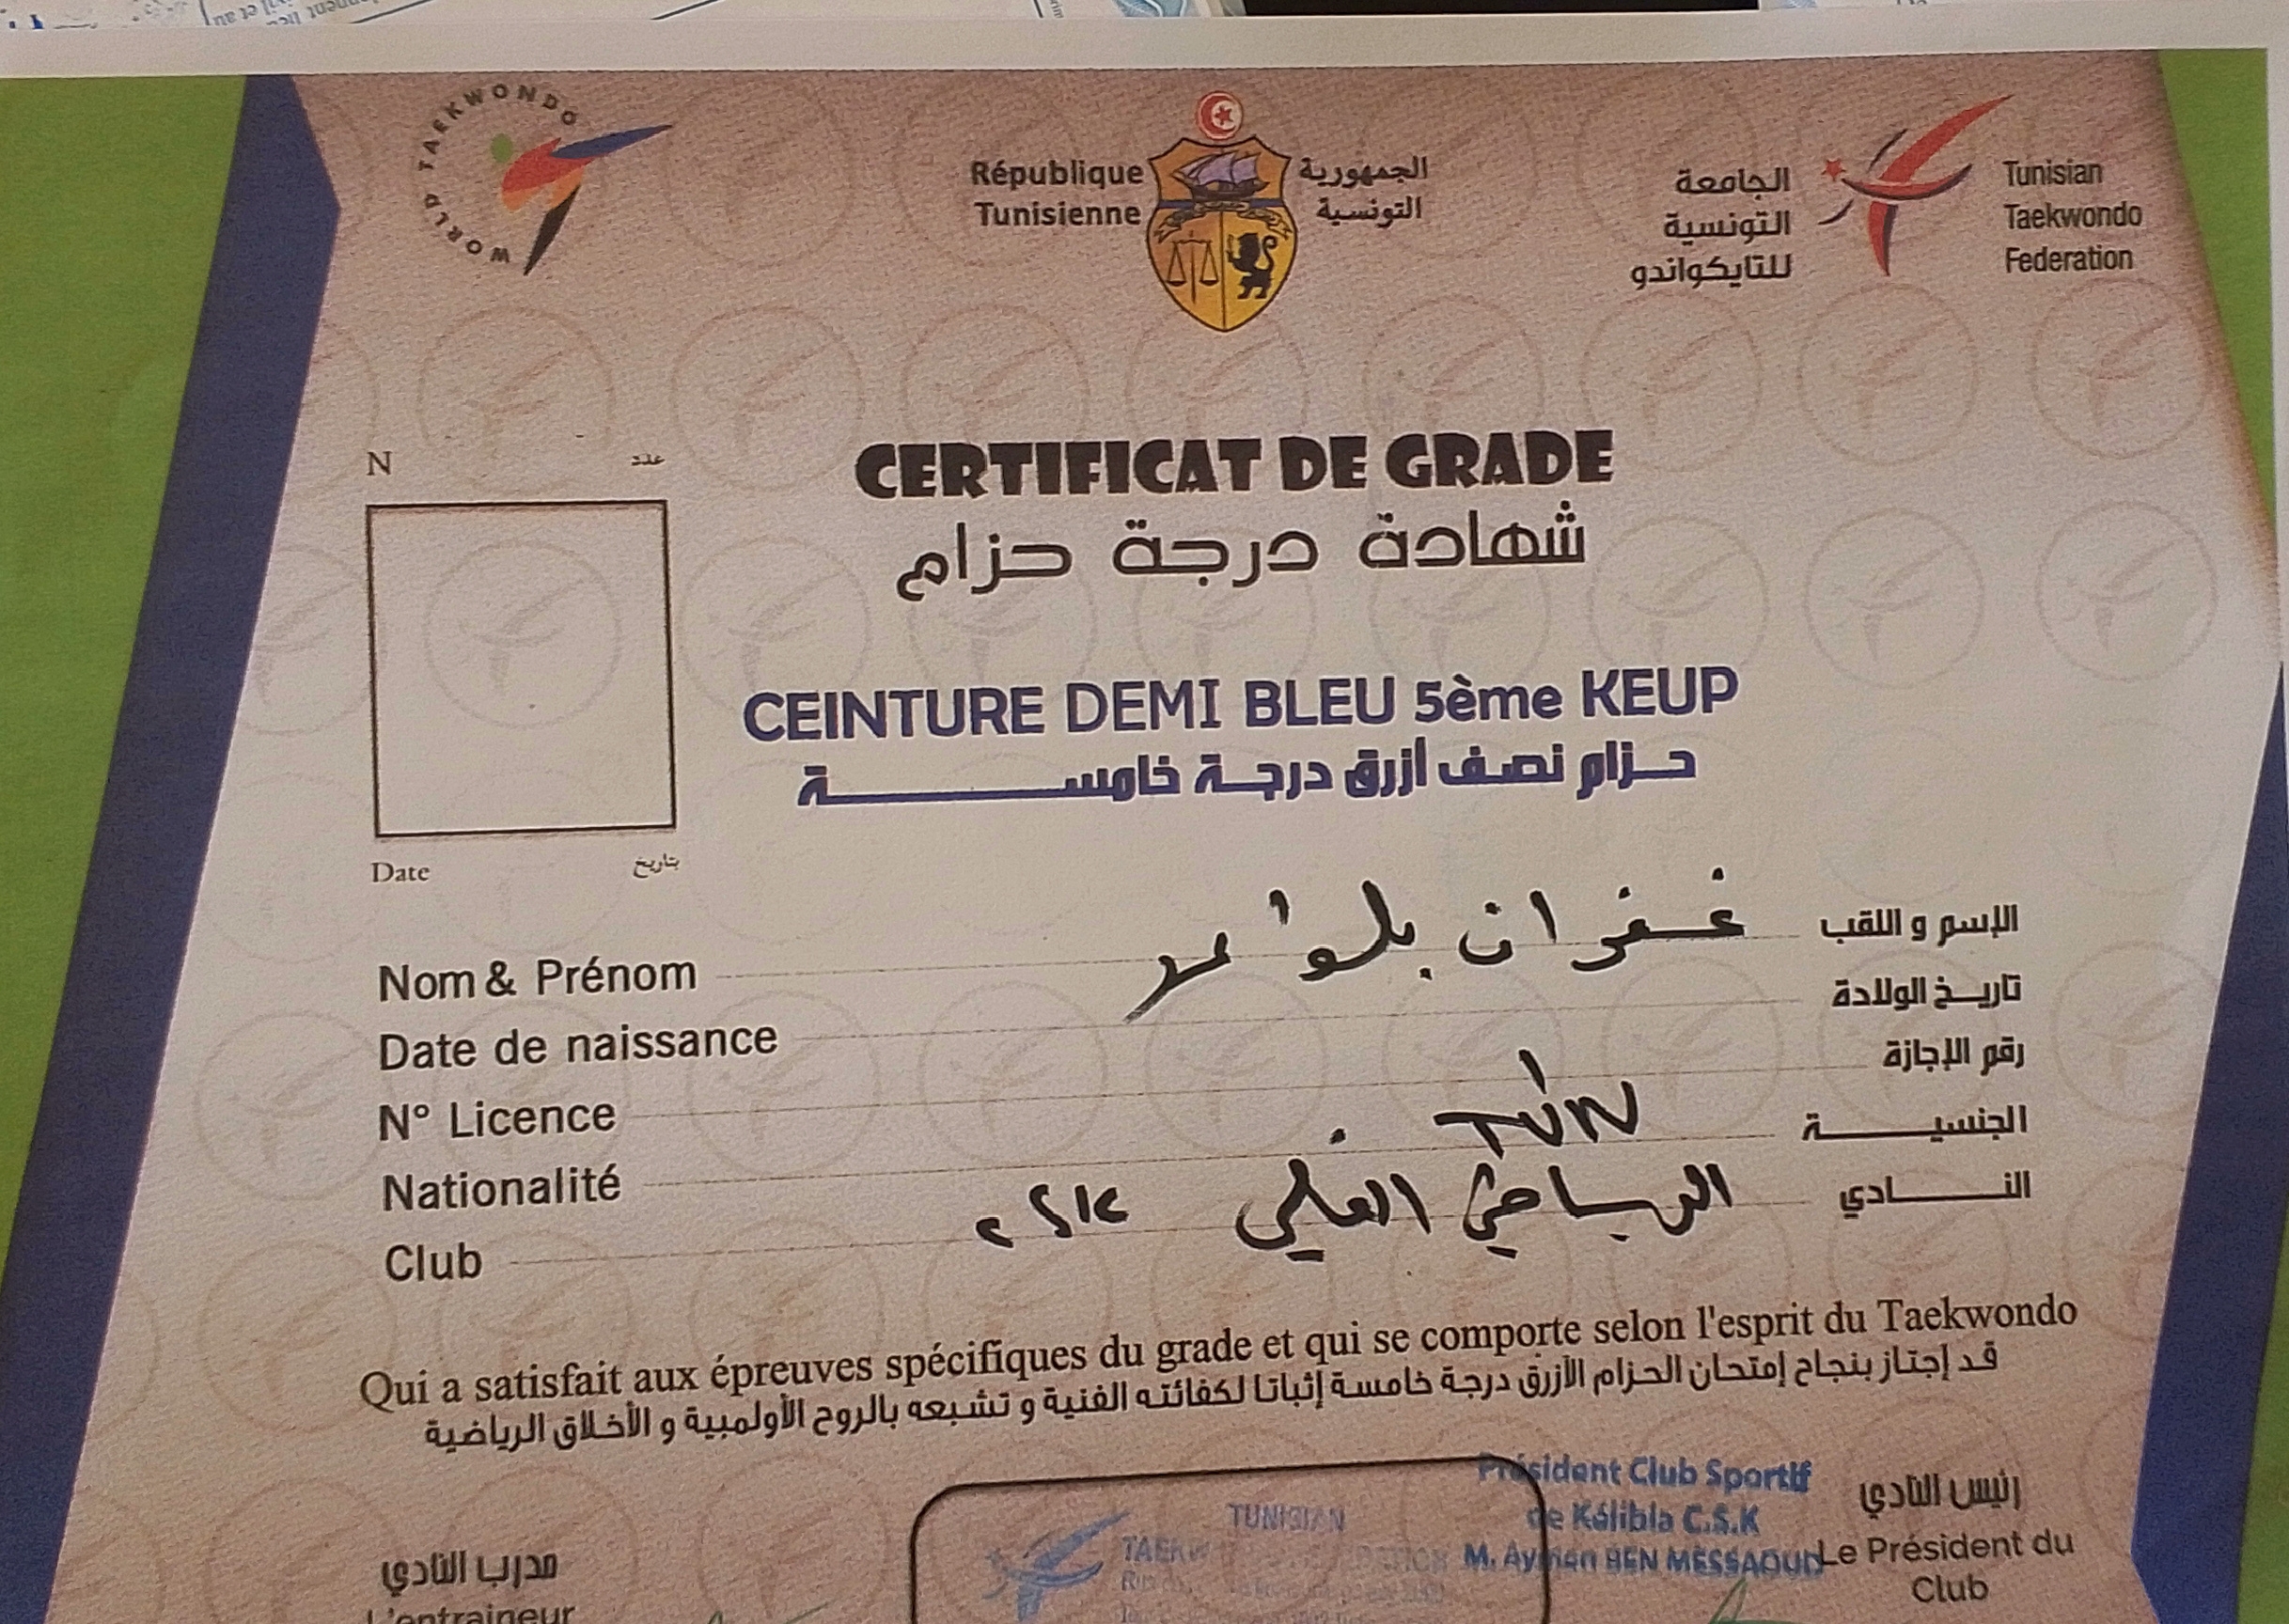 WORLD TAEKWONDO
République
Tunisienne
الجمهورية
التونسية
الجامعة
التونسية
للتايكواندو
Tunisian
Taekwondo
Federation
N عدد
CERTIFICAT DE GRADE
شهادة درجة حزام
CEINTURE DEMI BLEU 5ème KEUP
حزام نصف أزرق درجة خامسة
Date بتاريخ
Nom & Prénom غفران الإسم و اللقب
Date de naissance تاريخ الولادة
N° Licence رقم الإجازة
Nationalité TUN الجنسية
Club النادي
Qui a satisfait aux épreuves spécifiques du grade et qui se comporte selon l'esprit du Taekwondo
قد إجتاز بنجاح إمتحان الحزام الأزرق درجة خامسة إثباتا لكفائته الفنية و تشبعه بالروح الأولمبية و الأخلاق الرياضية
Président Club Sportif
de Kélibia C.S.K
M. Aymen BEN MESSAOUD
رئيس النادي
Le Président du
Club
TUNISIAN
مدرب النادي
L'entraineur